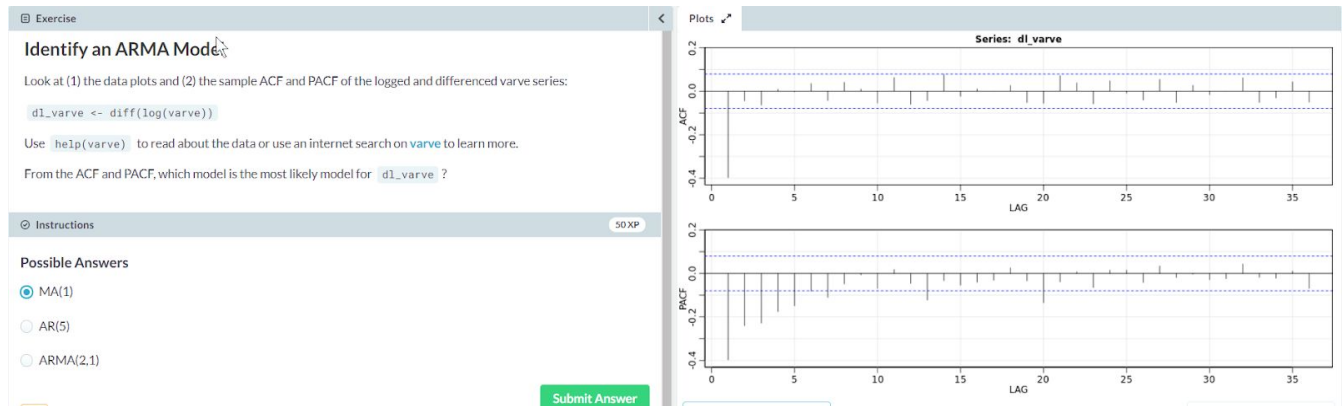 Exercise
Identify an ARMA Model
Look at (1) the data plots and (2) the sample ACF and PACF of the logged and differenced varve series:
dl_varve <- diff(log(varve))
Use help(varve) to read about the data or use an internet search on varve to learn more.
From the ACF and PACF, which model is the most likely model for dl_varve ?
Instructions
50 XP
Possible Answers
MA(1)
AR(5)
ARMA(2,1)
Submit Answer
Plots
Series: dl_varve
ACF
0.2
0.0
-0.2
-0.4
0 5 10 15 20 25 30 35
LAG
PACF
0.2
0.0
-0.2
-0.4
0 5 10 15 20 25 30 35
LAG